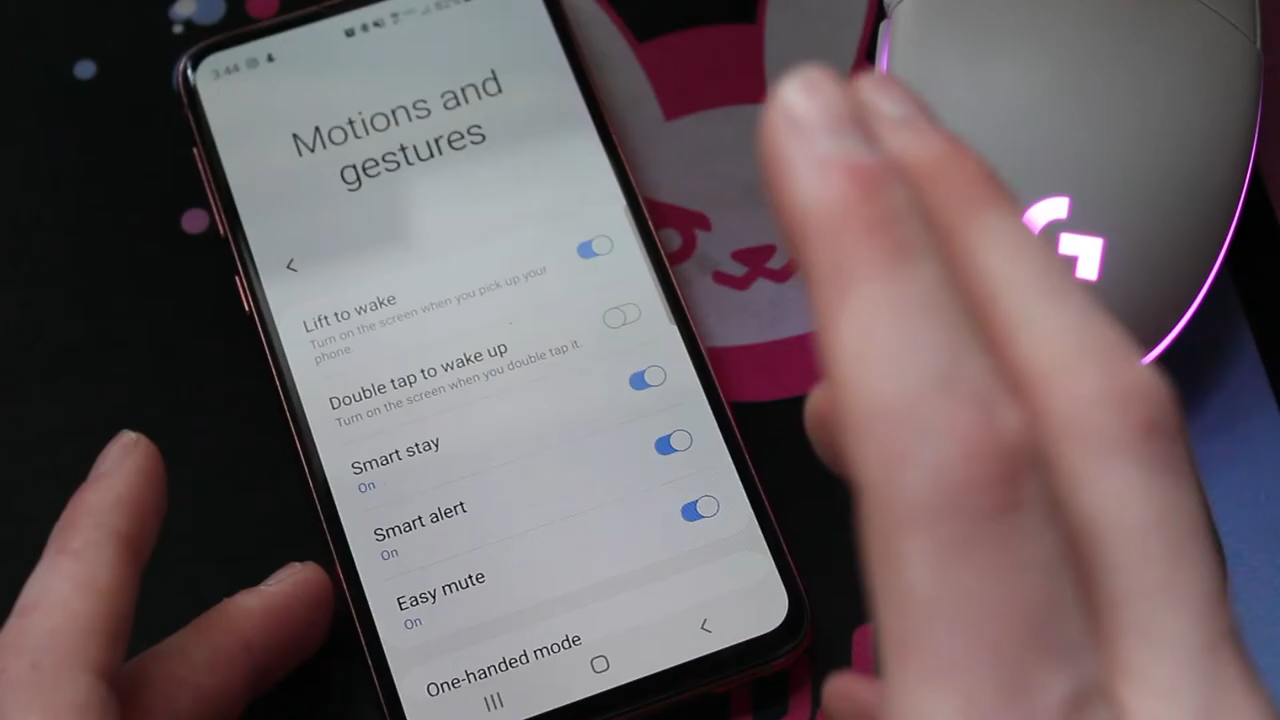 3:44
Motions and
gestures
Lift to wake
Turn on the screen when you pick up your
phone.
Double tap to wake up
Turn on the screen when you double tap it.
Smart stay
On
Smart alert
On
Easy mute
On
One-handed mode